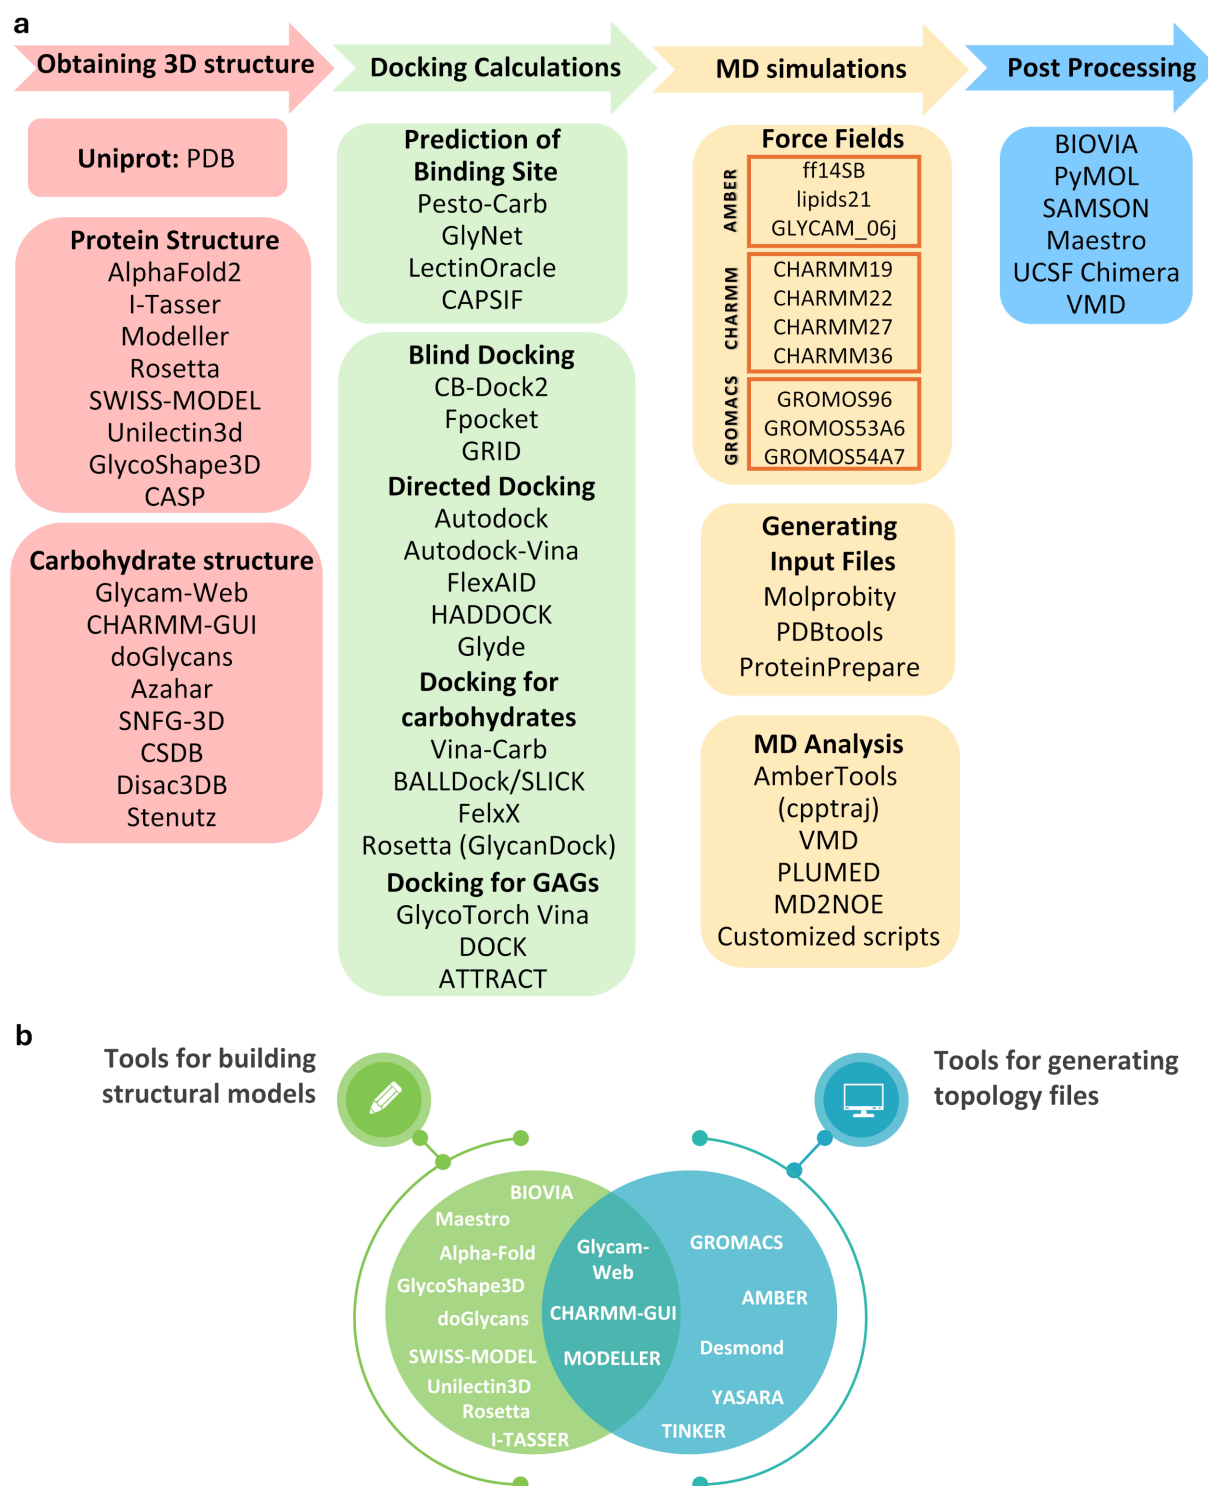 a
Obtaining 3D structure
Docking Calculations
MD simulations
Post Processing
Uniprot: PDB
Protein Structure
AlphaFold2
I-Tasser
Modeller
Rosetta
SWISS-MODEL
Unilectin3d
GlycoShape3D
CASP
Carbohydrate structure
Glycam-Web
CHARMM-GUI
doGlycans
Azahar
SNFG-3D
CSDB
Disac3DB
Stenutz
Prediction of
Binding Site
Pesto-Carb
GlyNet
LectinOracle
CAPSIF
Blind Docking
CB-Dock2
Fpocket
GRID
Directed Docking
Autodock
Autodock-Vina
FlexAID
HADDOCK
Glyde
Docking for
carbohydrates
Vina-Carb
BALLDock/SLICK
FelxX
Rosetta (GlycanDock)
Docking for GAGs
GlycoTorch Vina
DOCK
ATTRACT
Force Fields
AMBER
ff14SB
lipids21
GLYCAM_06j
CHARMM
CHARMM19
CHARMM22
CHARMM27
CHARMM36
GROMACS
GROMOS96
GROMOS53A6
GROMOS54A7
Generating
Input Files
Molprobity
PDBtools
ProteinPrepare
MD Analysis
AmberTools
(cpptraj)
VMD
PLUMED
MD2NOE
Customized scripts
BIOVIA
PyMOL
SAMSON
Maestro
UCSF Chimera
VMD
b
Tools for building
structural models
Tools for generating
topology files
BIOVIA
Maestro
Alpha-Fold
GlycoShape3D
doGlycans
SWISS-MODEL
Unilectin3D
Rosetta
I-TASSER
Glycam-
Web
CHARMM-GUI
MODELLER
GROMACS
AMBER
Desmond
YASARA
TINKER